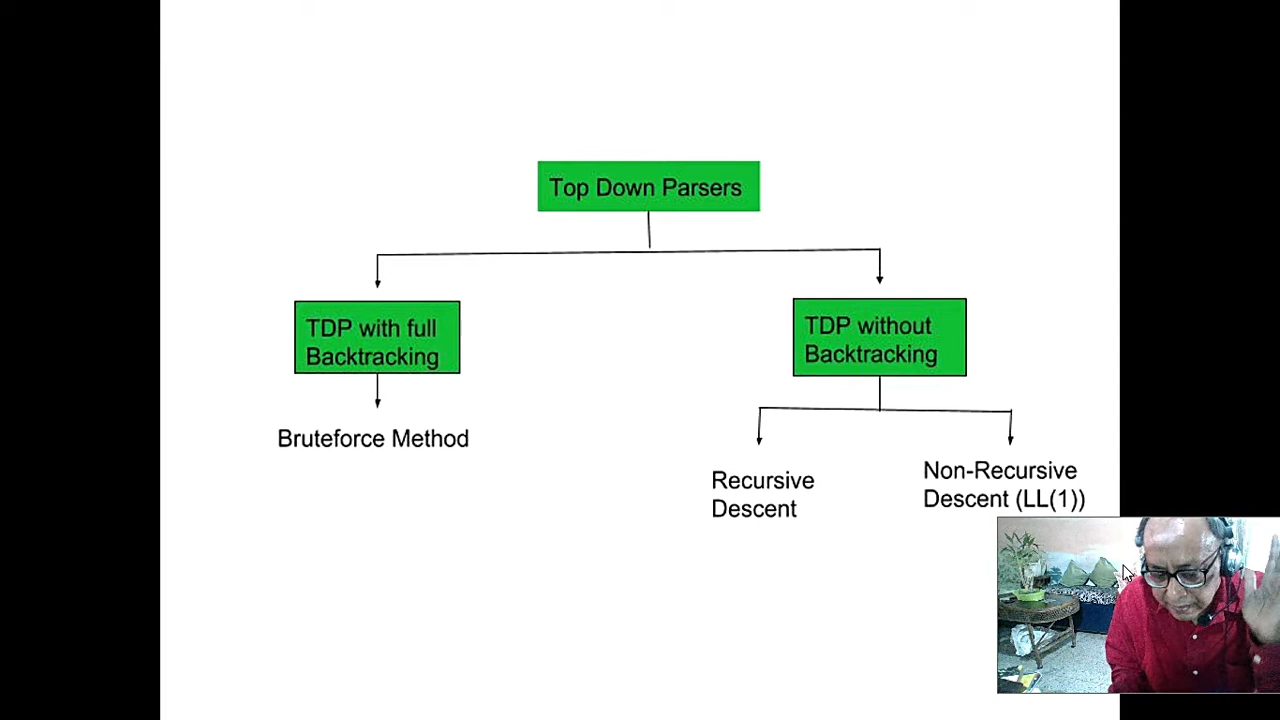 Top Down Parsers
TDP with full
Backtracking
TDP without
Backtracking
Bruteforce Method
Recursive
Descent
Non-Recursive
Descent (LL(1))